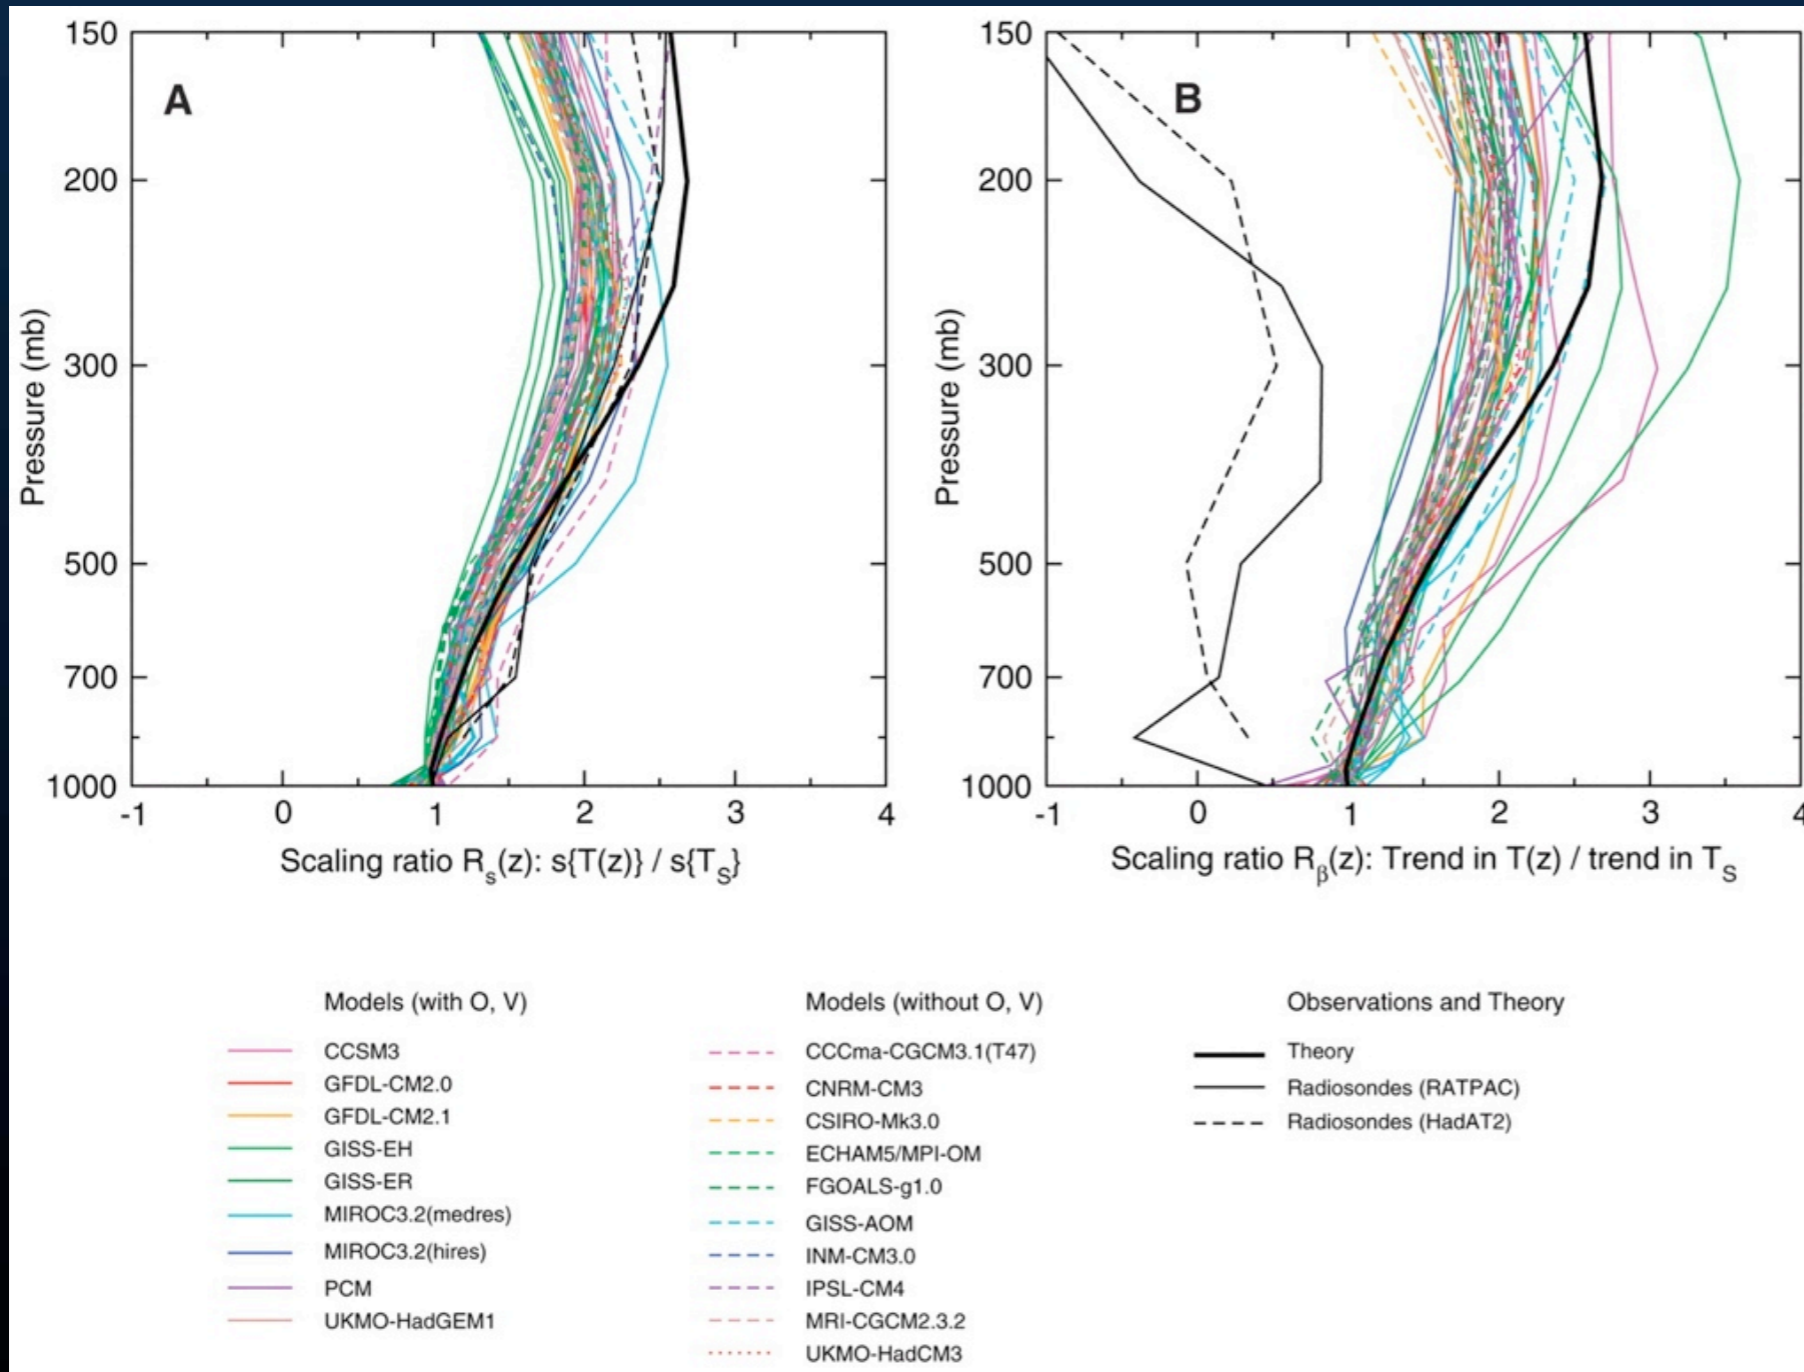 A
150
200
300
500
700
1000
Pressure (mb)
-1 0 1 2 3 4
Scaling ratio Rs(z): s{T(z)} / s{TS}
B
150
200
300
500
700
1000
Pressure (mb)
-1 0 1 2 3 4
Scaling ratio Rβ(z): Trend in T(z) / trend in TS
Models (with O, V)
CCSM3
GFDL-CM2.0
GFDL-CM2.1
GISS-EH
GISS-ER
MIROC3.2(medres)
MIROC3.2(hires)
PCM
UKMO-HadGEM1
Models (without O, V)
CCCma-CGCM3.1(T47)
CNRM-CM3
CSIRO-Mk3.0
ECHAM5/MPI-OM
FGOALS-g1.0
GISS-AOM
INM-CM3.0
IPSL-CM4
MRI-CGCM2.3.2
UKMO-HadCM3
Observations and Theory
Theory
Radiosondes (RATPAC)
Radiosondes (HadAT2)